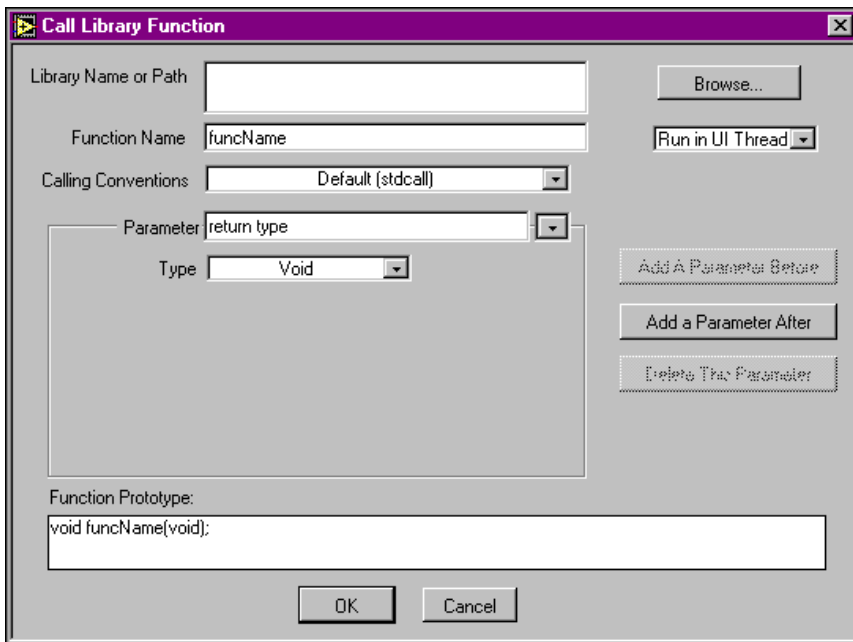 Call Library Function
Library Name or Path
Browse...
Function Name funcName
Run in UI Thread
Calling Conventions Default (stdcall)
Parameter return type
Type Void
Add A Parameter Before
Add a Parameter After
Delete This Parameter
Function Prototype:
void funcName(void);
OK Cancel